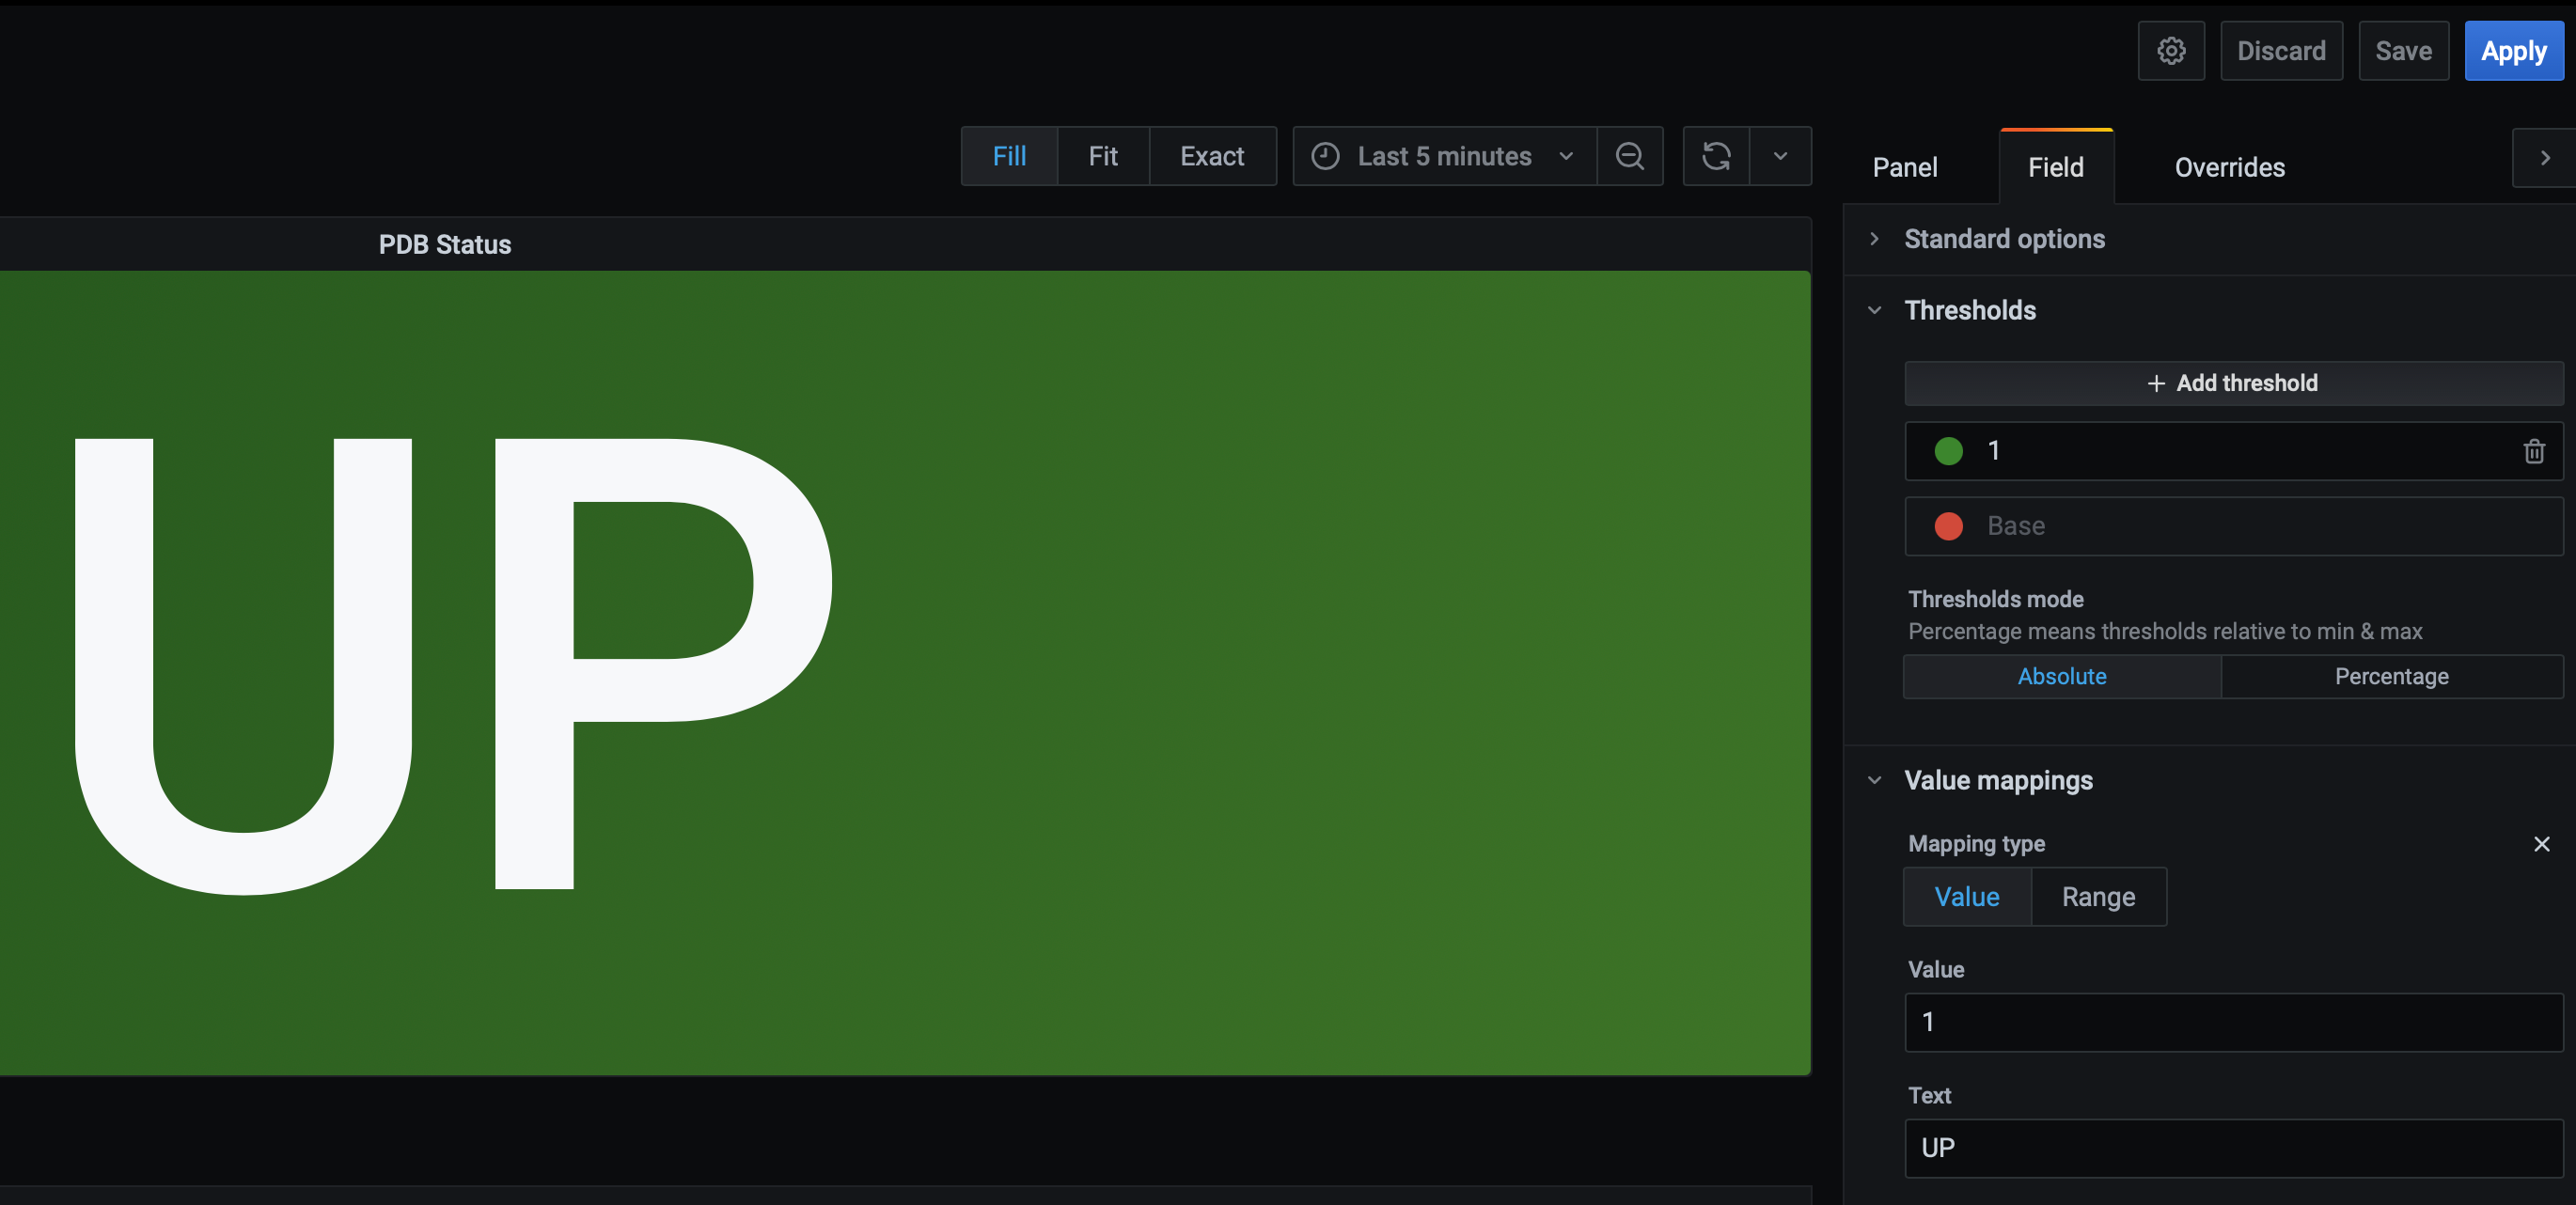 Discard Save Apply
Fill Fit Exact Last 5 minutes
Panel Field Overrides
PDB Status
UP
Standard options
Thresholds
+ Add threshold
1
Base
Thresholds mode
Percentage means thresholds relative to min & max
Absolute Percentage
Value mappings
Mapping type
Value Range
Value
1
Text
UP